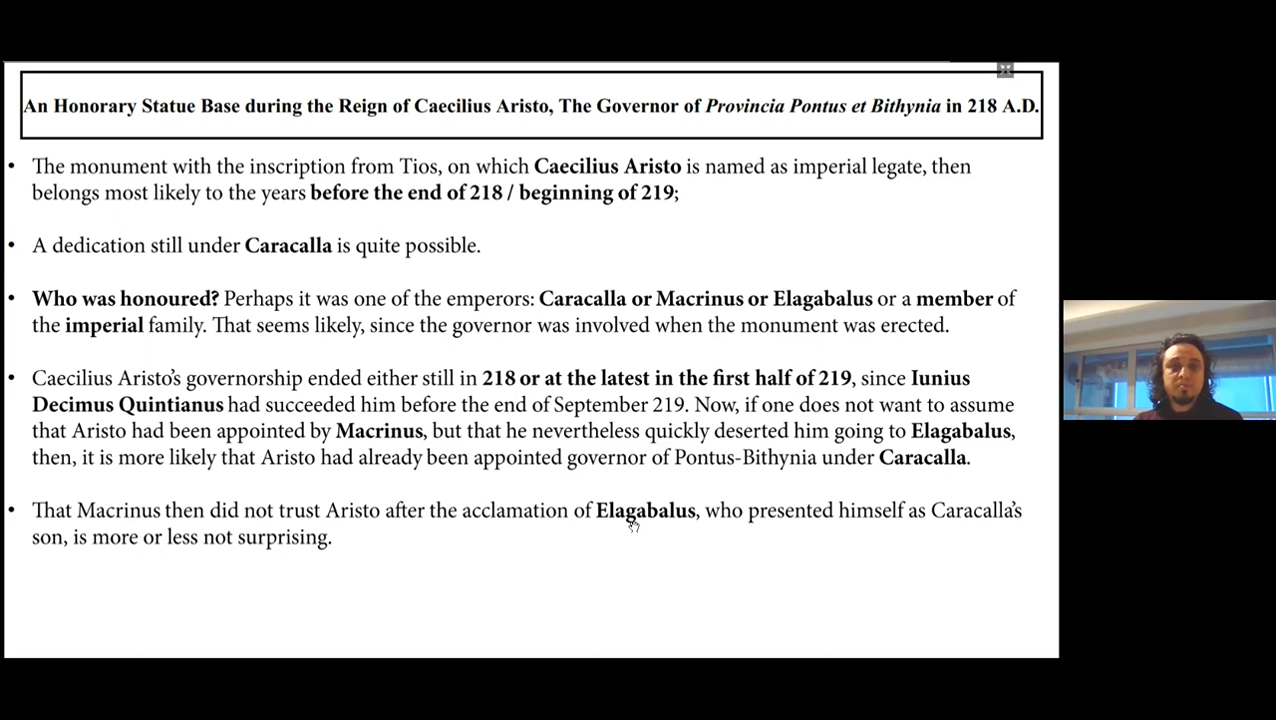 An Honorary Statue Base during the Reign of Caecilius Aristo, The Governor of Provincia Pontus et Bithynia in 218 A.D.
• The monument with the inscription from Tios, on which Caecilius Aristo is named as imperial legate, then
belongs most likely to the years before the end of 218 / beginning of 219;
• A dedication still under Caracalla is quite possible.
• Who was honoured? Perhaps it was one of the emperors: Caracalla or Macrinus or Elagabalus or a member of
the imperial family. That seems likely, since the governor was involved when the monument was erected.
• Caecilius Aristo's governorship ended either still in 218 or at the latest in the first half of 219, since Iunius
Decimus Quintianus had succeeded him before the end of September 219. Now, if one does not want to assume
that Aristo had been appointed by Macrinus, but that he nevertheless quickly deserted him going to Elagabalus,
then, it is more likely that Aristo had already been appointed governor of Pontus-Bithynia under Caracalla.
• That Macrinus then did not trust Aristo after the acclamation of Elagabalus, who presented himself as Caracalla's
son, is more or less not surprising.